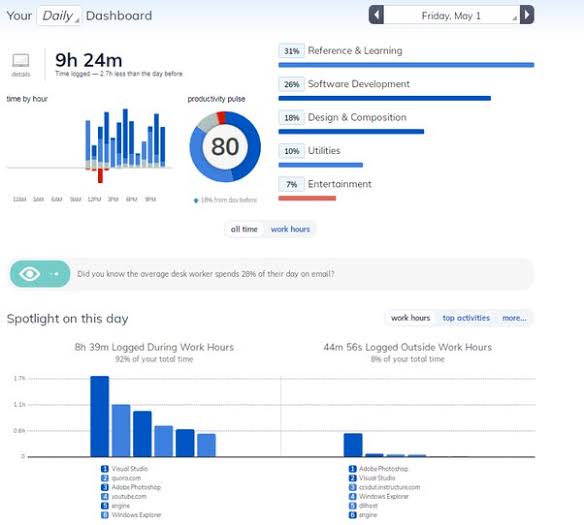 Your Daily Dashboard
Friday, May 1
details
9h 24m
Time logged — 2.7h less than the day before
time by hour
12AM 3AM 6AM 9AM 12PM 3PM 6PM 9PM
productivity pulse
80
18% from day before
31% Reference & Learning
26% Software Development
18% Design & Composition
10% Utilities
7% Entertainment
all time work hours
Did you know the average desk worker spends 28% of their day on email?
Spotlight on this day
work hours top activities more...
8h 39m Logged During Work Hours
92% of your total time
1.7h
1.1h
0.6h
0
1 Visual Studio
2 quora.com
3 Adobe Photoshop
4 youtube.com
5 engine
6 Windows Explorer
44m 56s Logged Outside Work Hours
8% of your total time
1 Adobe Photoshop
2 Visual Studio
3 ccsdut.instructure.com
4 Windows Explorer
5 dllhost
6 engine